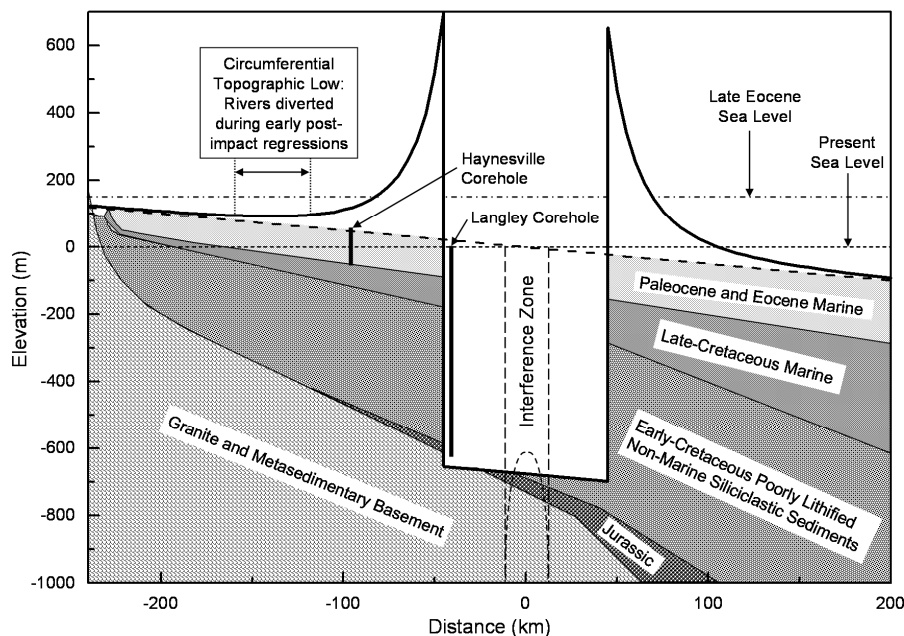 600
400
200
0
-200
-400
-600
-800
-1000
Elevation (m)
-200
-100
0
100
200
Distance (km)
Circumferential
Topographic Low:
Rivers diverted
during early post-
impact regressions
Haynesville
Corehole
Langley Corehole
Late Eocene
Sea Level
Present
Sea Level
Interference Zone
Paleocene and Eocene Marine
Late-Cretaceous Marine
Early-Cretaceous Poorly Lithified
Non-Marine Siliciclastic Sediments
Sediments
Jurassic
Granite and Metasedimentary
Basement